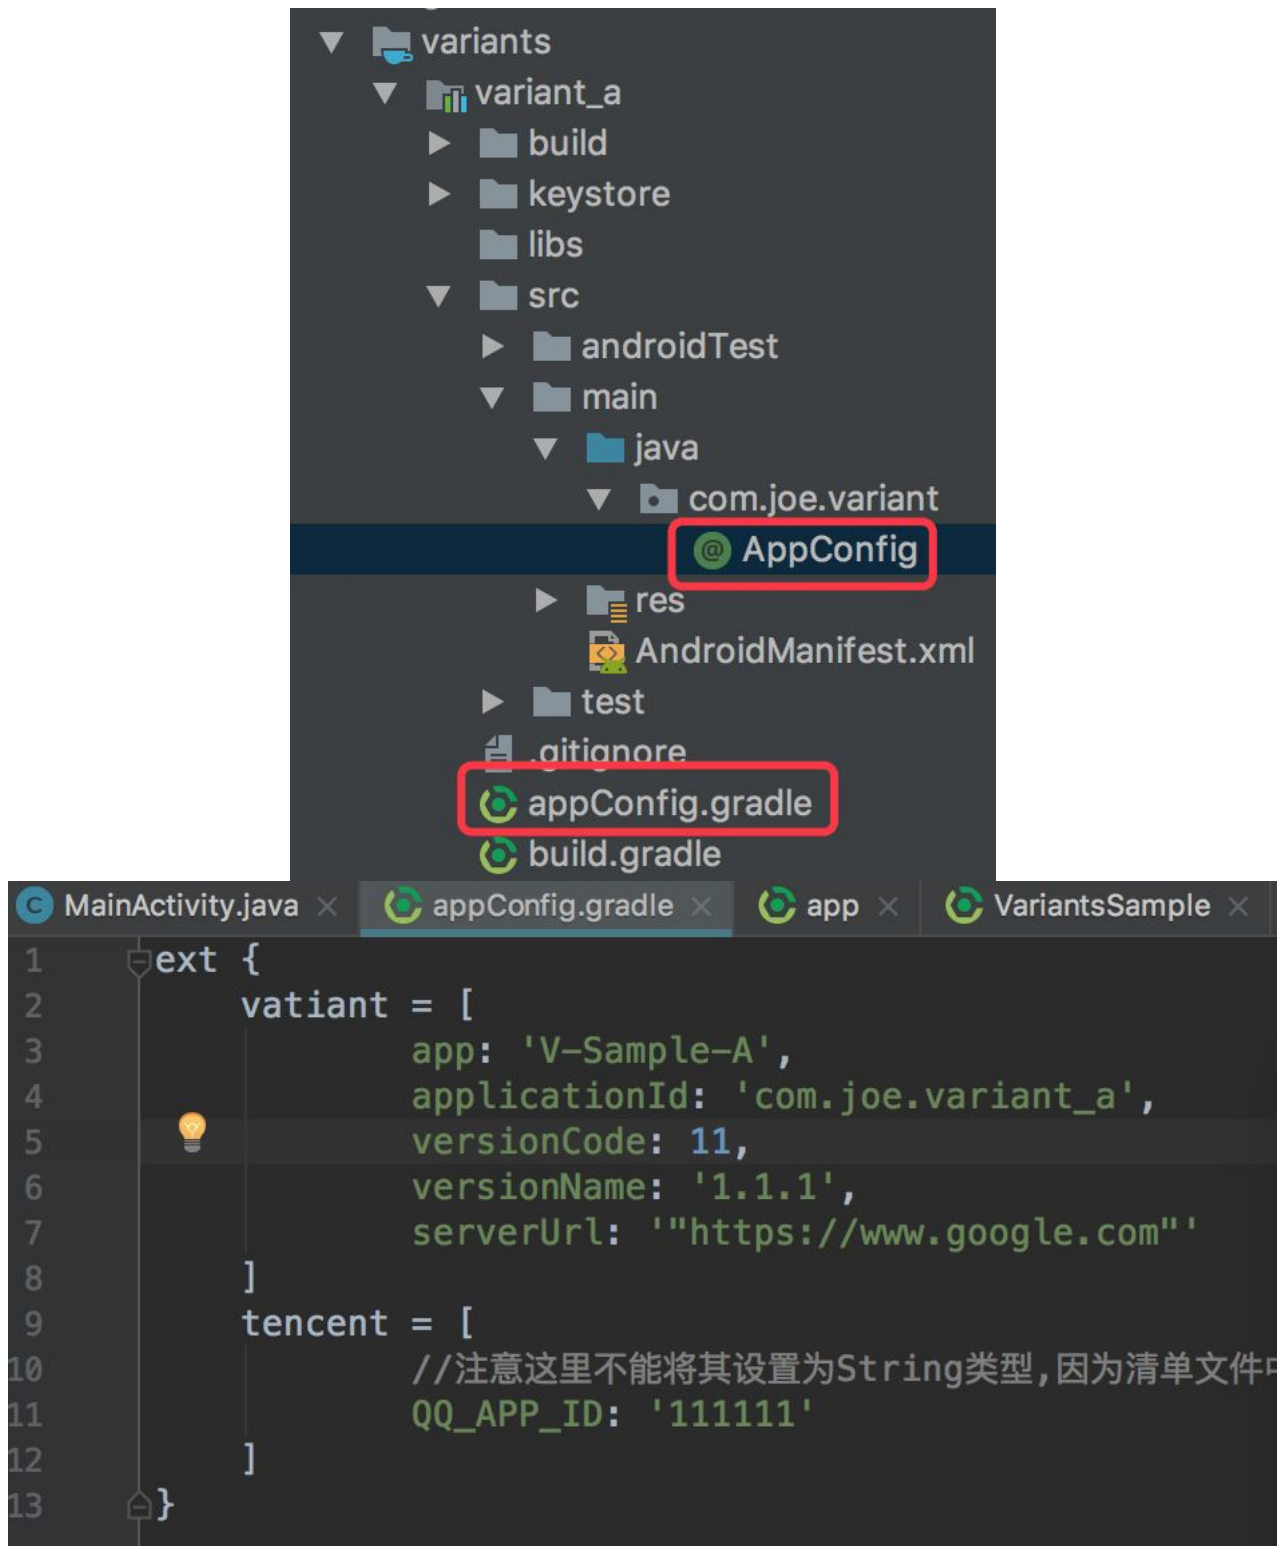 variants
variant_a
build
keystore
libs
src
androidTest
main
java
com.joe.variant
@ AppConfig
res
AndroidManifest.xml
test
.gitignore
appConfig.gradle
build.gradle
C MainActivity.java × appConfig.gradle × app × VariantsSample ×
1 ext {
2 vatiant = [
3 app: 'V-Sample-A',
4 applicationId: 'com.joe.variant_a',
5 versionCode: 11,
6 versionName: '1.1.1',
7 serverUrl: '"https://www.google.com"'
8 ]
9 tencent = [
10 //注意这里不能将其设置为String类型,因为清单文件
11 QQ_APP_ID: '111111'
12 ]
13 }